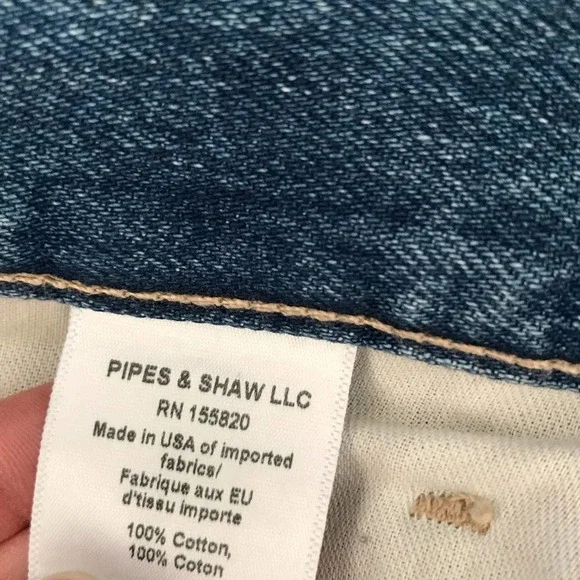 PIPES & SHAW LLC
RN 155820
Made in USA of imported
fabrics/
Fabrique aux EU
d'tissu importe
100% Cotton,
100% Coton